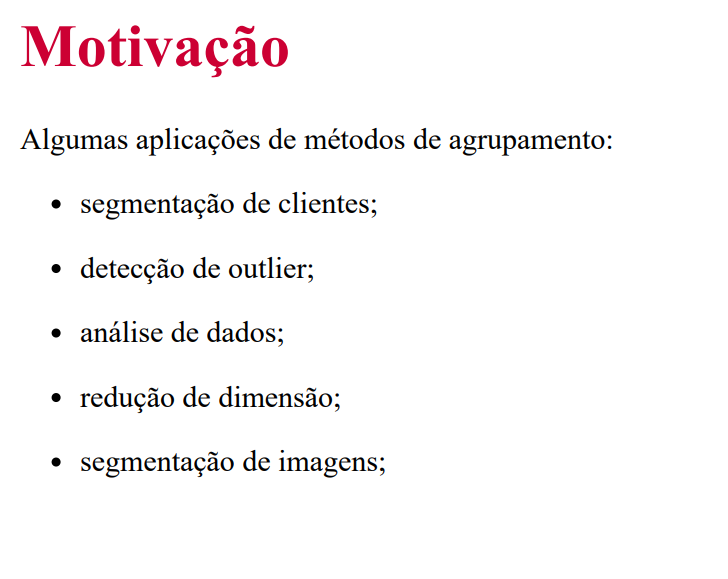 Motivação
Algumas aplicações de métodos de agrupamento:
• segmentação de clientes;
• detecção de outlier;
• análise de dados;
• redução de dimensão;
• segmentação de imagens;